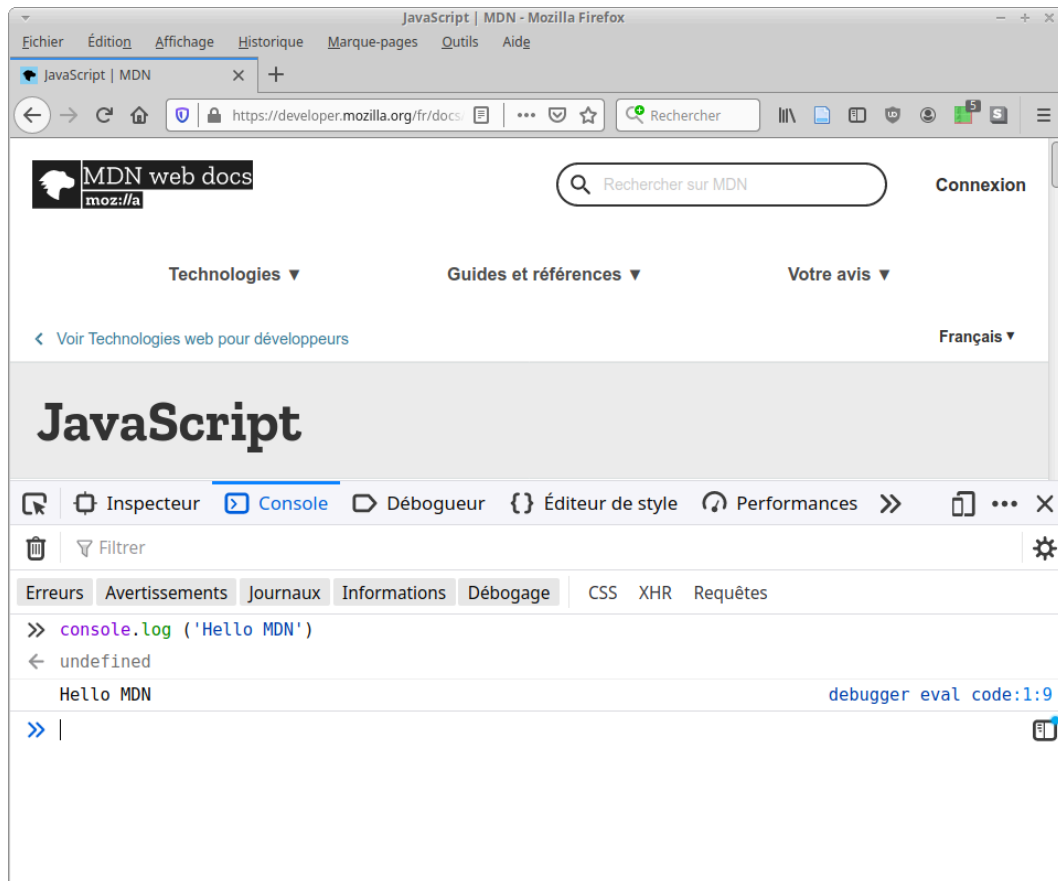 JavaScript | MDN - Mozilla Firefox
Fichier Édition Affichage Historique Marque-pages Outils Aide
JavaScript | MDN
https://developer.mozilla.org/fr/docs Rechercher 5 S
MDN web docs
moz://a
Rechercher sur MDN
Connexion
Technologies ▼ Guides et références ▼ Votre avis ▼
Voir Technologies web pour développeurs
Français ▼
JavaScript
Inspecteur Console Débogueur {} Éditeur de style Performances
Filtrer
Erreurs Avertissements Journaux Informations Débogage CSS XHR Requêtes
console.log ('Hello MDN')
undefined
Hello MDN debugger eval code:1:9